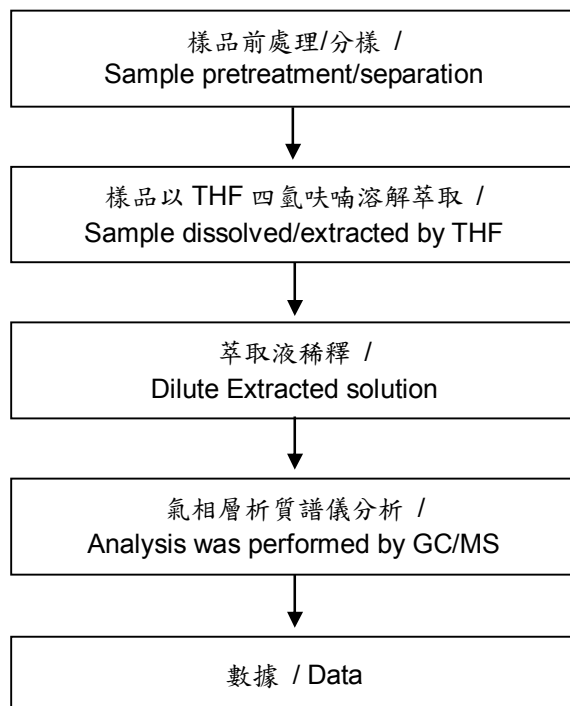 樣品前處理/分樣 /
Sample pretreatment/separation
樣品以 THF 四氫呋喃溶解萃取 /
Sample dissolved/extracted by THF
萃取液稀釋 /
Dilute Extracted solution
氣相層析質譜儀分析 /
Analysis was performed by GC/MS
數據 / Data